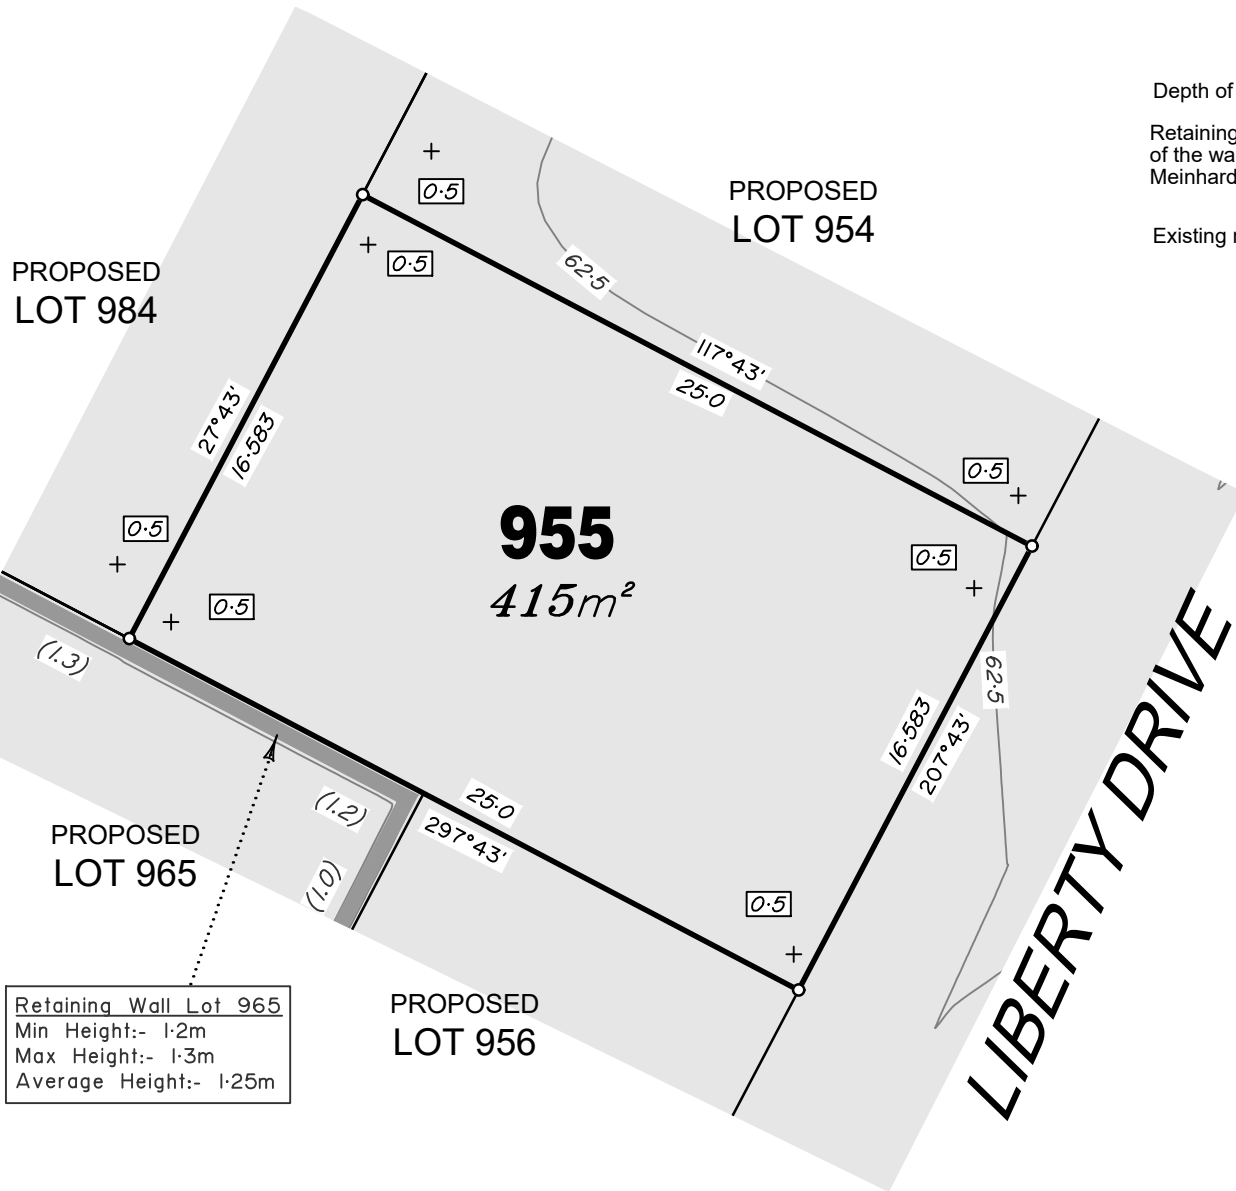 Depth of
Retaining
of the wa
Meinhard
Existing r
PROPOSED
LOT 954
0·5
0·5
PROPOSED
LOT 984
62·5
117°43'
25·0
27°43'
16·583
0·5
0·5
955
415m²
0·5
0·5
(1.3)
62·5
16·583
207°43'
LIBERTY DRIVE
(1.2)
25·0
297°43'
PROPOSED
LOT 965
(1.0)
0·5
Retaining Wall Lot 965
Min Height:- 1·2m
Max Height:- 1·3m
Average Height:- 1·25m
PROPOSED
LOT 956